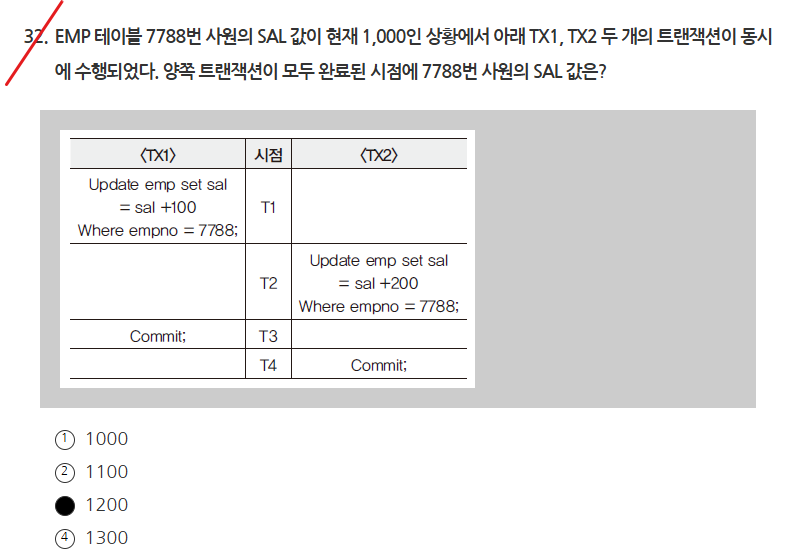 32. EMP 테이블 7788번 사원의 SAL 값이 현재 1,000인 상황에서 아래 TX1, TX2 두 개의 트랜잭션이 동시
에 수행되었다. 양쪽 트랜잭션이 모두 완료된 시점에 7788번 사원의 SAL 값은?
〈TX1〉 시점 〈TX2〉
Update emp set sal
= sal +100
Where empno = 7788;
T1
Update emp set sal
= sal +200
Where empno = 7788;
T2
Commit; T3
T4 Commit;
① 1000
② 1100
1200
④ 1300